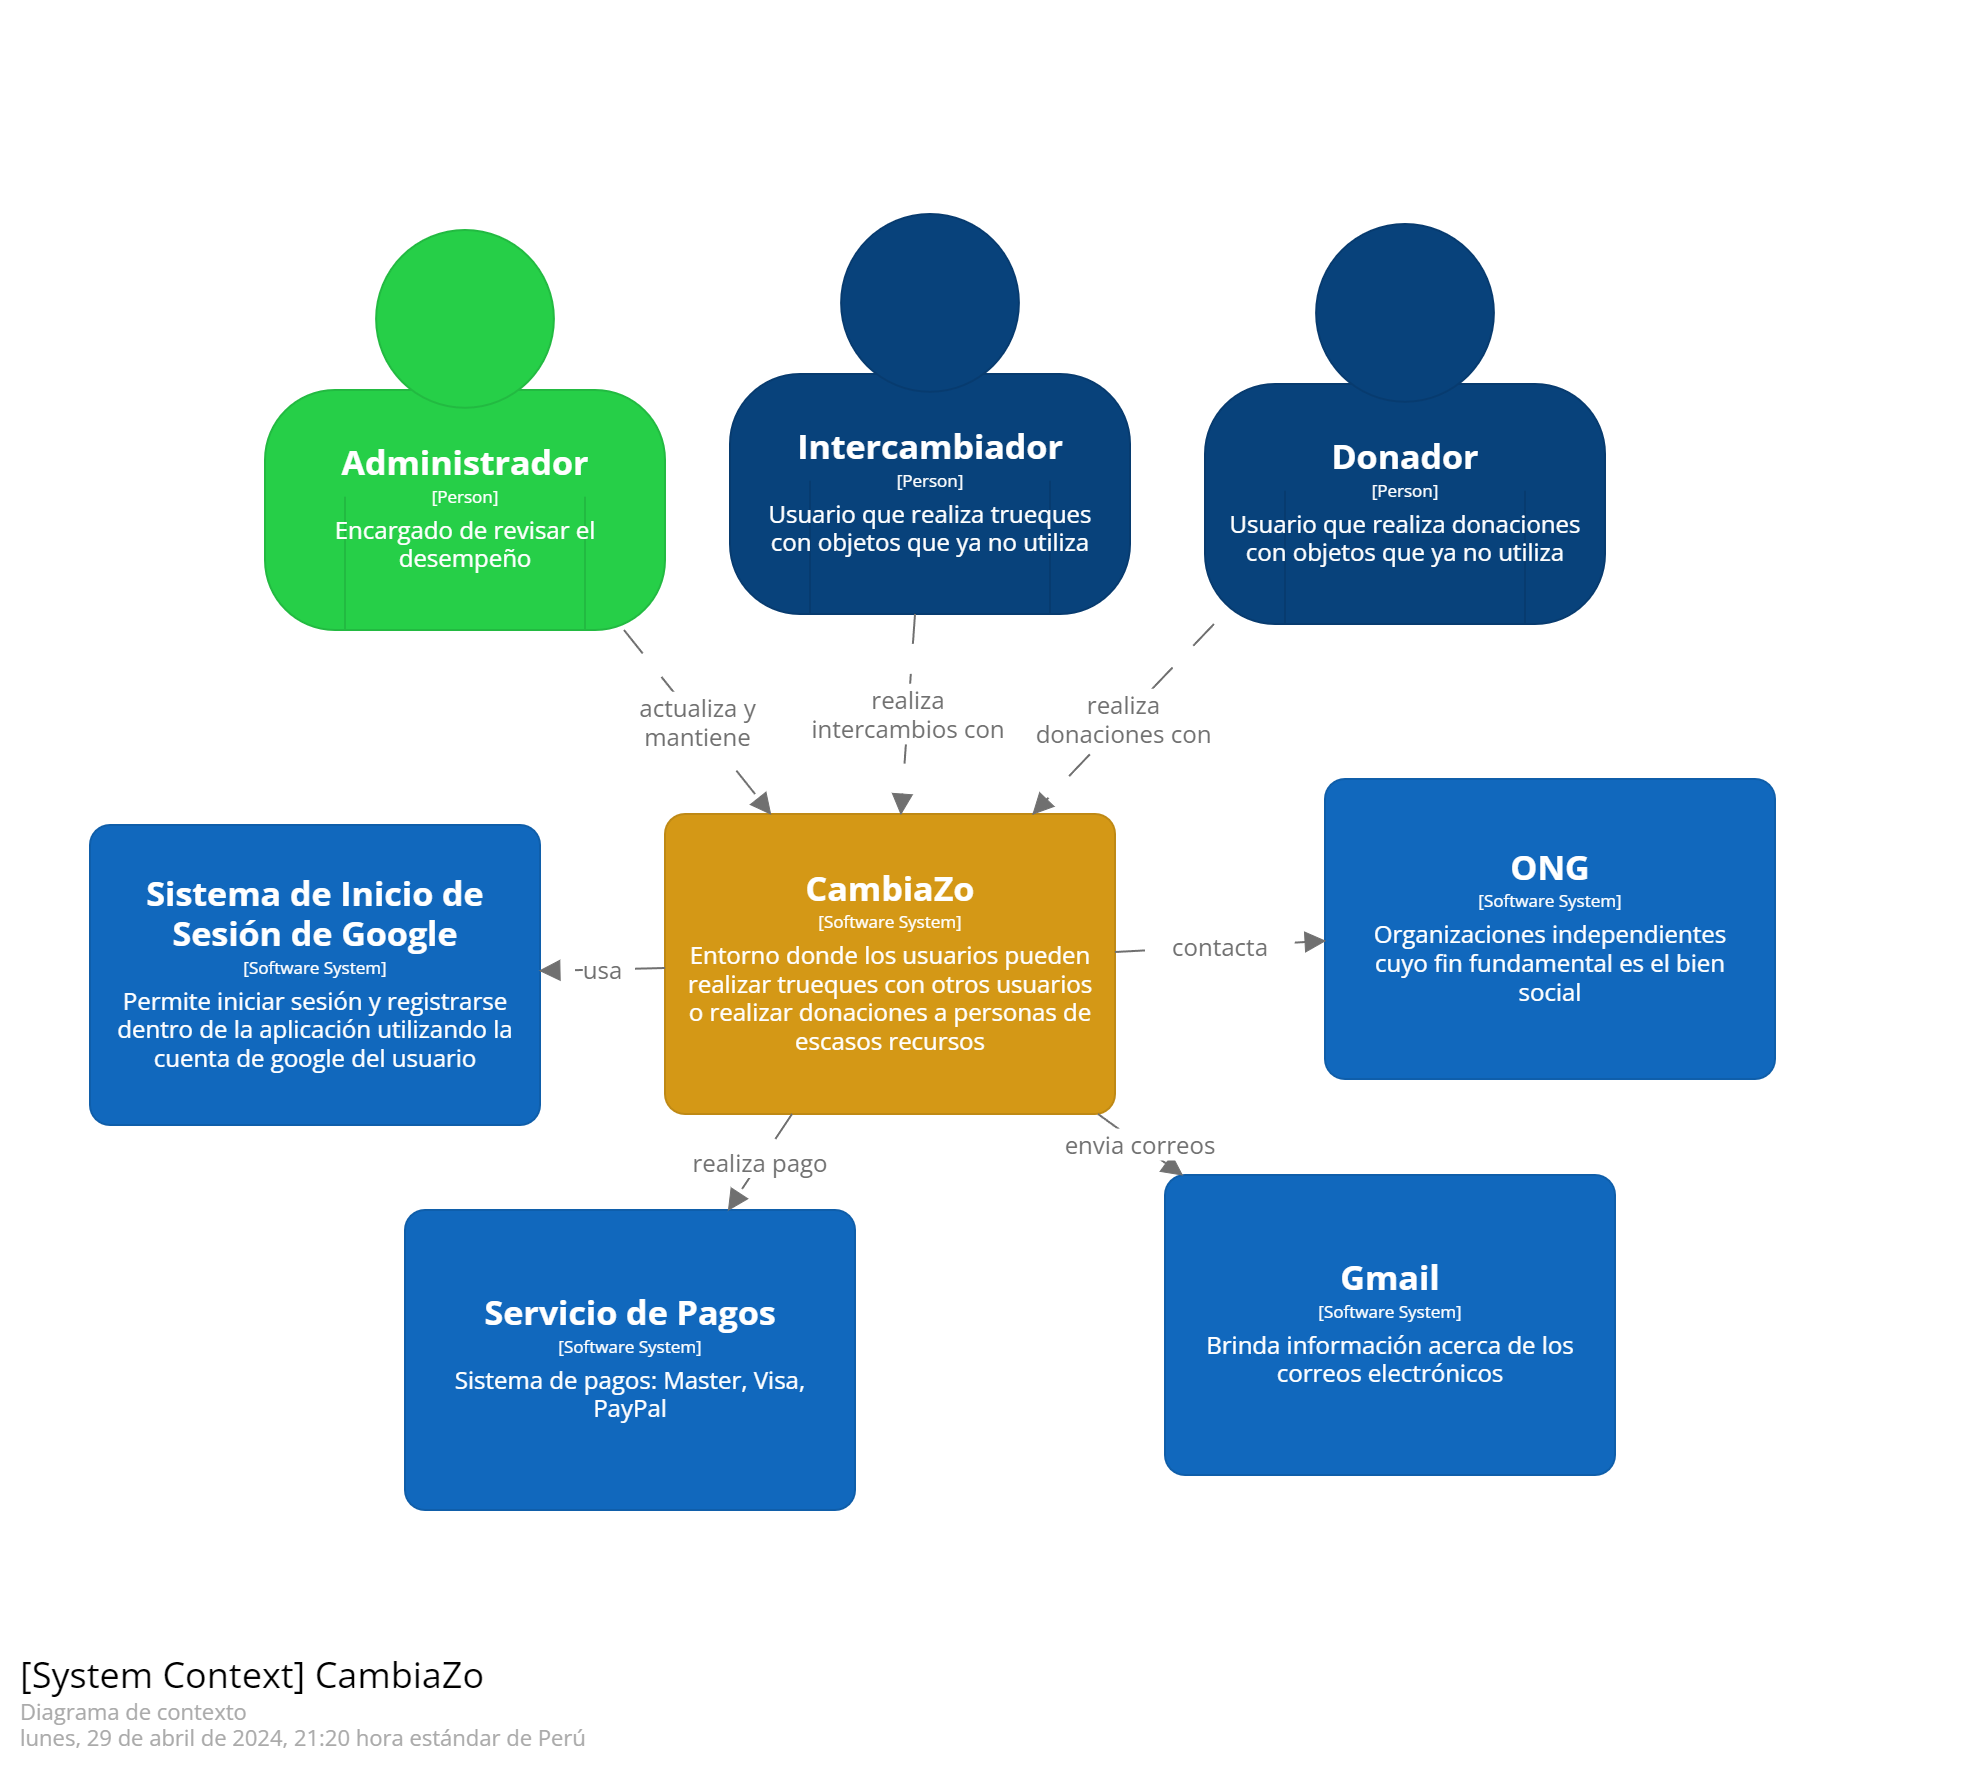 Administrador
[Person]
Encargado de revisar el
desempeño
Intercambiador
[Person]
Usuario que realiza trueques
con objetos que ya no utiliza
Donador
[Person]
Usuario que realiza donaciones
con objetos que ya no utiliza
actualiza y
mantiene
realiza
intercambios con
realiza
donaciones con
Sistema de Inicio de
Sesión de Google
[Software System]
Permite iniciar sesión y registrarse
dentro de la aplicación utilizando la
cuenta de google del usuario
usa
CambiaZo
[Software System]
Entorno donde los usuarios pueden
realizar trueques con otros usuarios
o realizar donaciones a personas de
escasos recursos
contacta
ONG
[Software System]
Organizaciones independientes
cuyo fin fundamental es el bien
social
realiza pago
envia correos
Servicio de Pagos
[Software System]
Sistema de pagos: Master, Visa,
PayPal
Gmail
[Software System]
Brinda información acerca de los
correos electrónicos
[System Context] CambiaZo
Diagrama de contexto
lunes, 29 de abril de 2024, 21:20 hora estándar de Perú